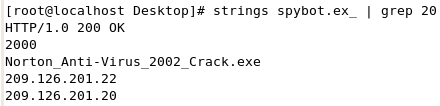 [root@localhost Desktop]# strings spybot.ex_ | grep 20
HTTP/1.0 200 OK
2000
Norton_Anti-Virus_2002_Crack.exe
209.126.201.22
209.126.201.20